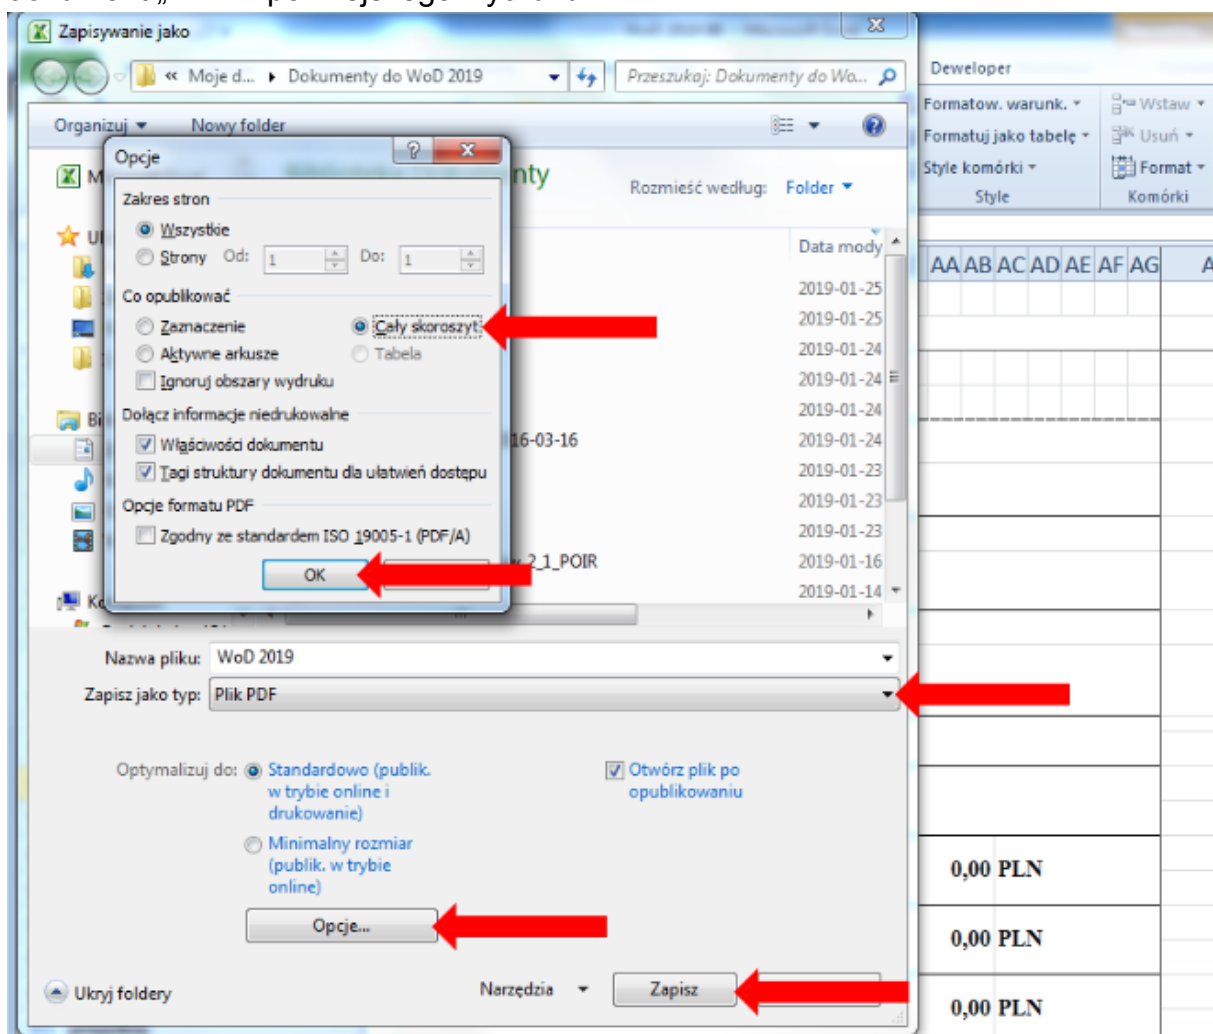 Zapisywanie jako
« Moje d... ▸ Dokumenty do WoD 2019
Przeszukaj: Dokumenty do Wo...
Organizuj Nowy folder
Opcje
Zakres stron
Wszystkie
Strony Od: 1 Do: 1
Co opublikować
Zaznaczenie Cały skoroszyt
Aktywne arkusze Tabela
Ignoruj obszary wydruku
Dołącz informacje niedrukowalne
Właściwości dokumentu
Tagi struktury dokumentu dla ułatwień dostępu
Opcje formatu PDF
Zgodny ze standardem ISO 19005-1 (PDF/A)
OK
nty
Rozmieść według: Folder
Data mody
2019-01-25
2019-01-25
2019-01-24
2019-01-24
2019-01-24
16-03-16 2019-01-24
2019-01-23
2019-01-23
2019-01-23
2_1_POIR 2019-01-16
2019-01-14
Nazwa pliku: WoD 2019
Zapisz jako typ: Plik PDF
Optymalizuj do: Standardowo (publik.
w trybie online i
drukowanie)
Minimalny rozmiar
(publik. w trybie
online)
Otwórz plik po
opublikowaniu
Opcje...
Ukryj foldery Narzędzia Zapisz
Deweloper
Formatow. warunk. Wstaw
Formatuj jako tabelę Usuń
Style komórki Format
Style Komórki
AA AB AC AD AE AF AG A
0,00 PLN
0,00 PLN
0,00 PLN